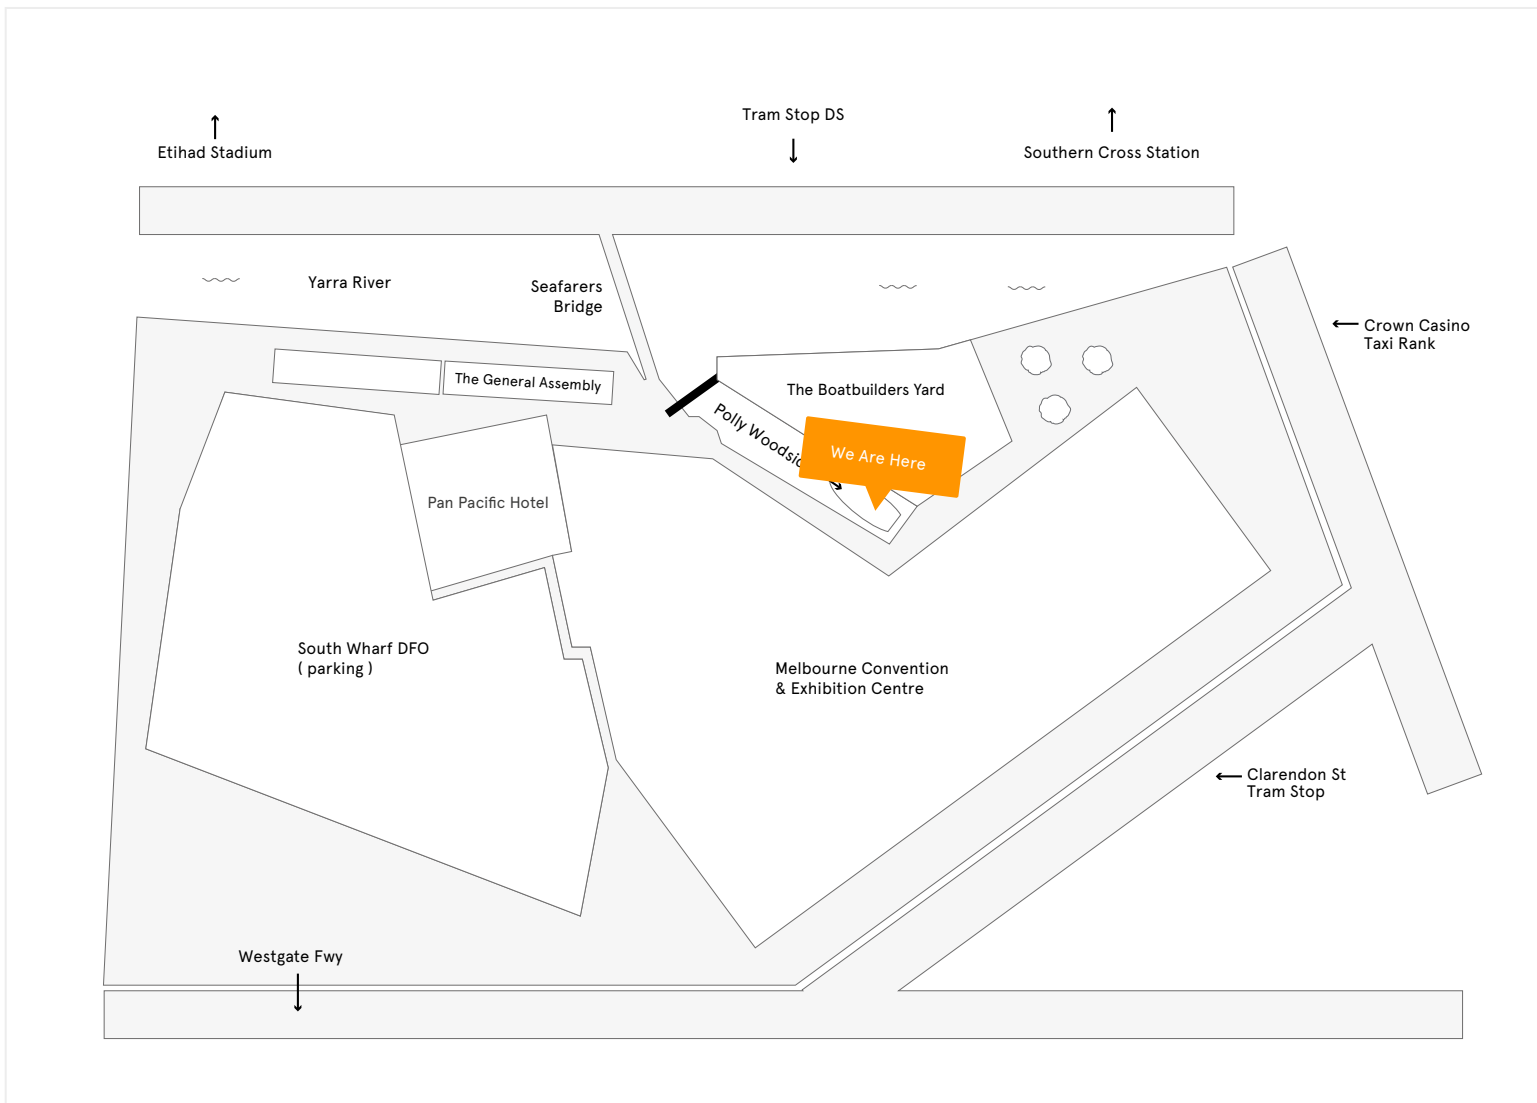 Tram Stop DS
Etihad Stadium
Southern Cross Station
Yarra River
Seafarers
Bridge
Crown Casino
Taxi Rank
The General Assembly
The Boatbuilders Yard
Polly Woodsi
We Are Here
Pan Pacific Hotel
South Wharf DFO
( parking )
Melbourne Convention
& Exhibition Centre
Clarendon St
Tram Stop
Westgate Fwy